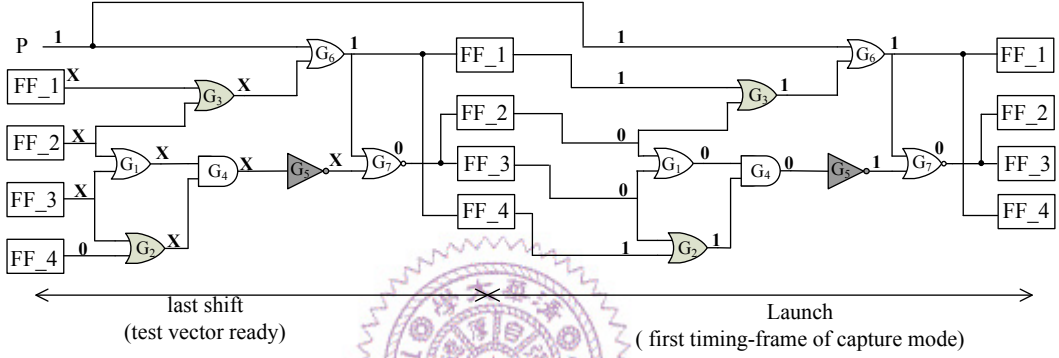 P 1 1 1 1 1
G6 G6
FF_1 X FF_1 1 FF_1
G3 X G3 1
FF_2 X FF_2 0 FF_2
G1 X G4 X G5 X G7 0 G1 0 G4 0 G5 1 G7 0
FF_3 X FF_3 0 FF_3
FF_4 0 G2 X FF_4 1 G2 1 FF_4
last shift
(test vector ready)
Launch
( first timing-frame of capture mode)